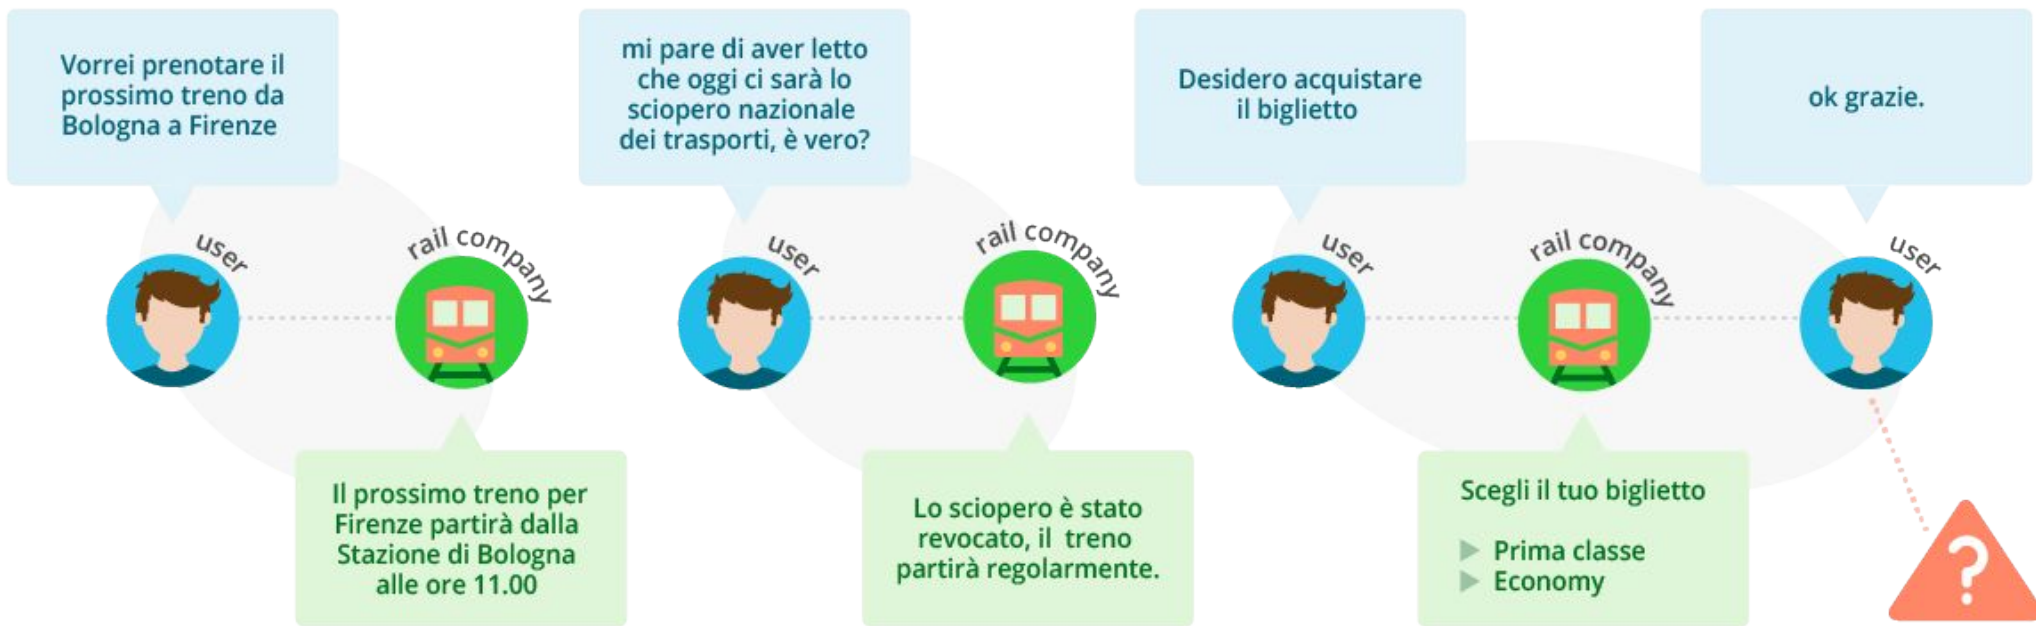 Vorrei prenotare il
prossimo treno da
Bologna a Firenze
user
rail company
Il prossimo treno per
Firenze partirà dalla
Stazione di Bologna
alle ore 11.00
mi pare di aver letto
che oggi ci sarà lo
sciopero nazionale
dei trasporti, è vero?
user
rail company
Lo sciopero è stato
revocato, il treno
partirà regolarmente.
Desidero acquistare
il biglietto
user
rail company
Scegli il tuo biglietto
Prima classe
Economy
ok grazie.
user
?